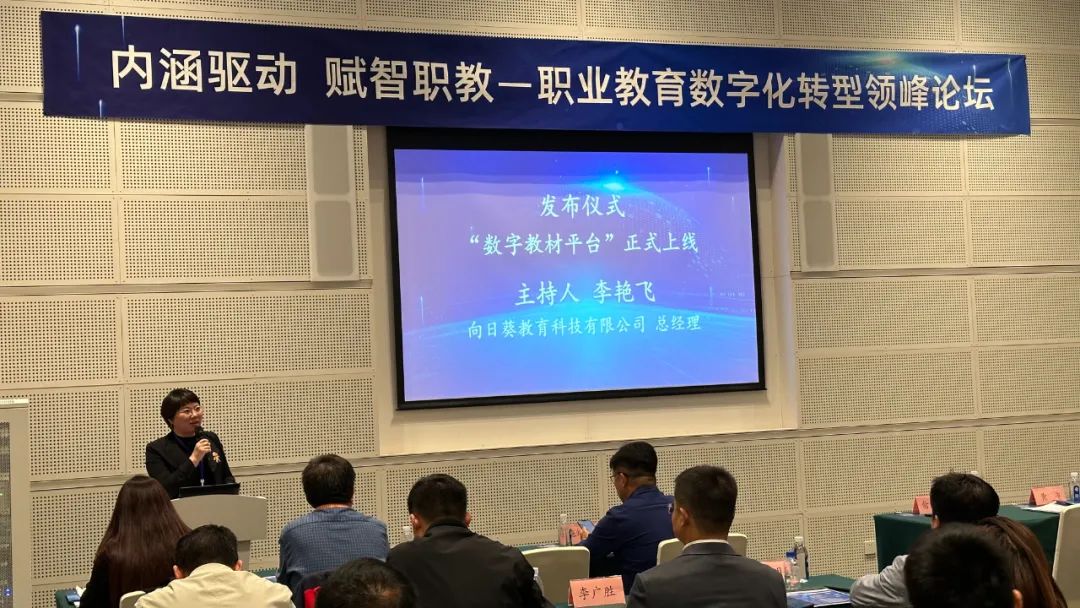 内涵驱动 赋智职教—职业教育数字化转型领峰论坛
发布仪式
“数字教材平台”正式上线
主持人 李艳飞
向日葵教育科技有限公司 总经理
李广胜